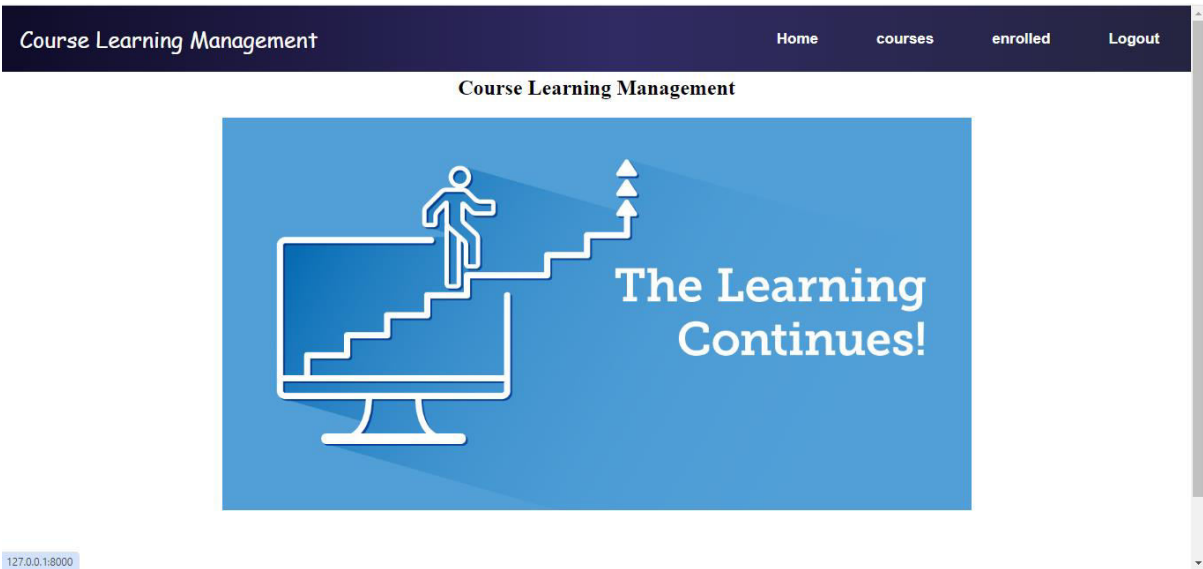 Course Learning Management
Home courses enrolled Logout
Course Learning Management
The Learning
Continues!
127.0.0.1:8000